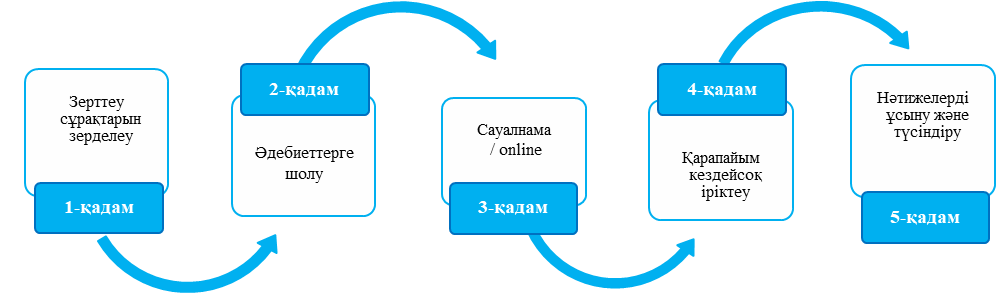 Зерттеу
сұрақтарын
зерделеу
1-қадам
2-қадам
Әдебиеттерге
шолу
Сауалнама
/ online
3-қадам
4-қадам
Қарапайым
кездейсоқ
іріктеу
Нәтижелерді
ұсыну және
түсіндіру
5-қадам